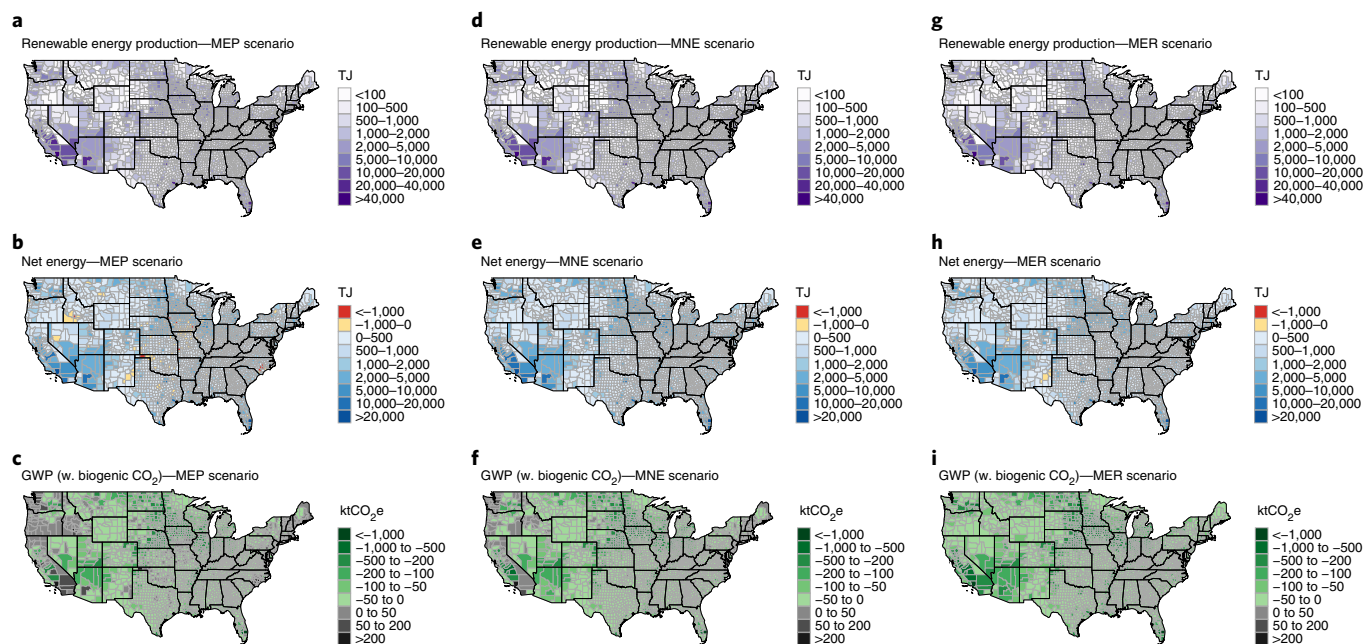 a
Renewable energy production—MEP scenario
TJ
<100
100–500
500–1,000
1,000–2,000
2,000–5,000
5,000–10,000
10,000–20,000
20,000–40,000
>40,000
d
Renewable energy production—MNE scenario
TJ
<100
100–500
500–1,000
1,000–2,000
2,000–5,000
5,000–10,000
10,000–20,000
20,000–40,000
>40,000
g
Renewable energy production—MER scenario
TJ
<100
100–500
500–1,000
1,000–2,000
2,000–5,000
5,000–10,000
10,000–20,000
20,000–40,000
>40,000
b
Net energy—MEP scenario
TJ
<–1,000
–1,000–0
0–500
500–1,000
1,000–2,000
2,000–5,000
5,000–10,000
10,000–20,000
>20,000
e
Net energy—MNE scenario
TJ
<–1,000
–1,000–0
0–500
500–1,000
1,000–2,000
2,000–5,000
5,000–10,000
10,000–20,000
>20,000
h
Net energy—MER scenario
TJ
<–1,000
–1,000–0
0–500
500–1,000
1,000–2,000
2,000–5,000
5,000–10,000
10,000–20,000
>20,000
c
GWP (w. biogenic CO₂)—MEP scenario
ktCO₂e
<–1,000
–1,000 to –500
–500 to –200
–200 to –100
–100 to –50
–50 to 0
0 to 50
50 to 200
>200
f
GWP (w. biogenic CO₂)—MNE scenario
ktCO₂e
<–1,000
–1,000 to –500
–500 to –200
–200 to –100
–100 to –50
–50 to 0
0 to 50
50 to 200
>200
i
GWP (w. biogenic CO₂)—MER scenario
ktCO₂e
<–1,000
–1,000 to –500
–500 to –200
–200 to –100
–100 to –50
–50 to 0
0 to 50
50 to 200
>200